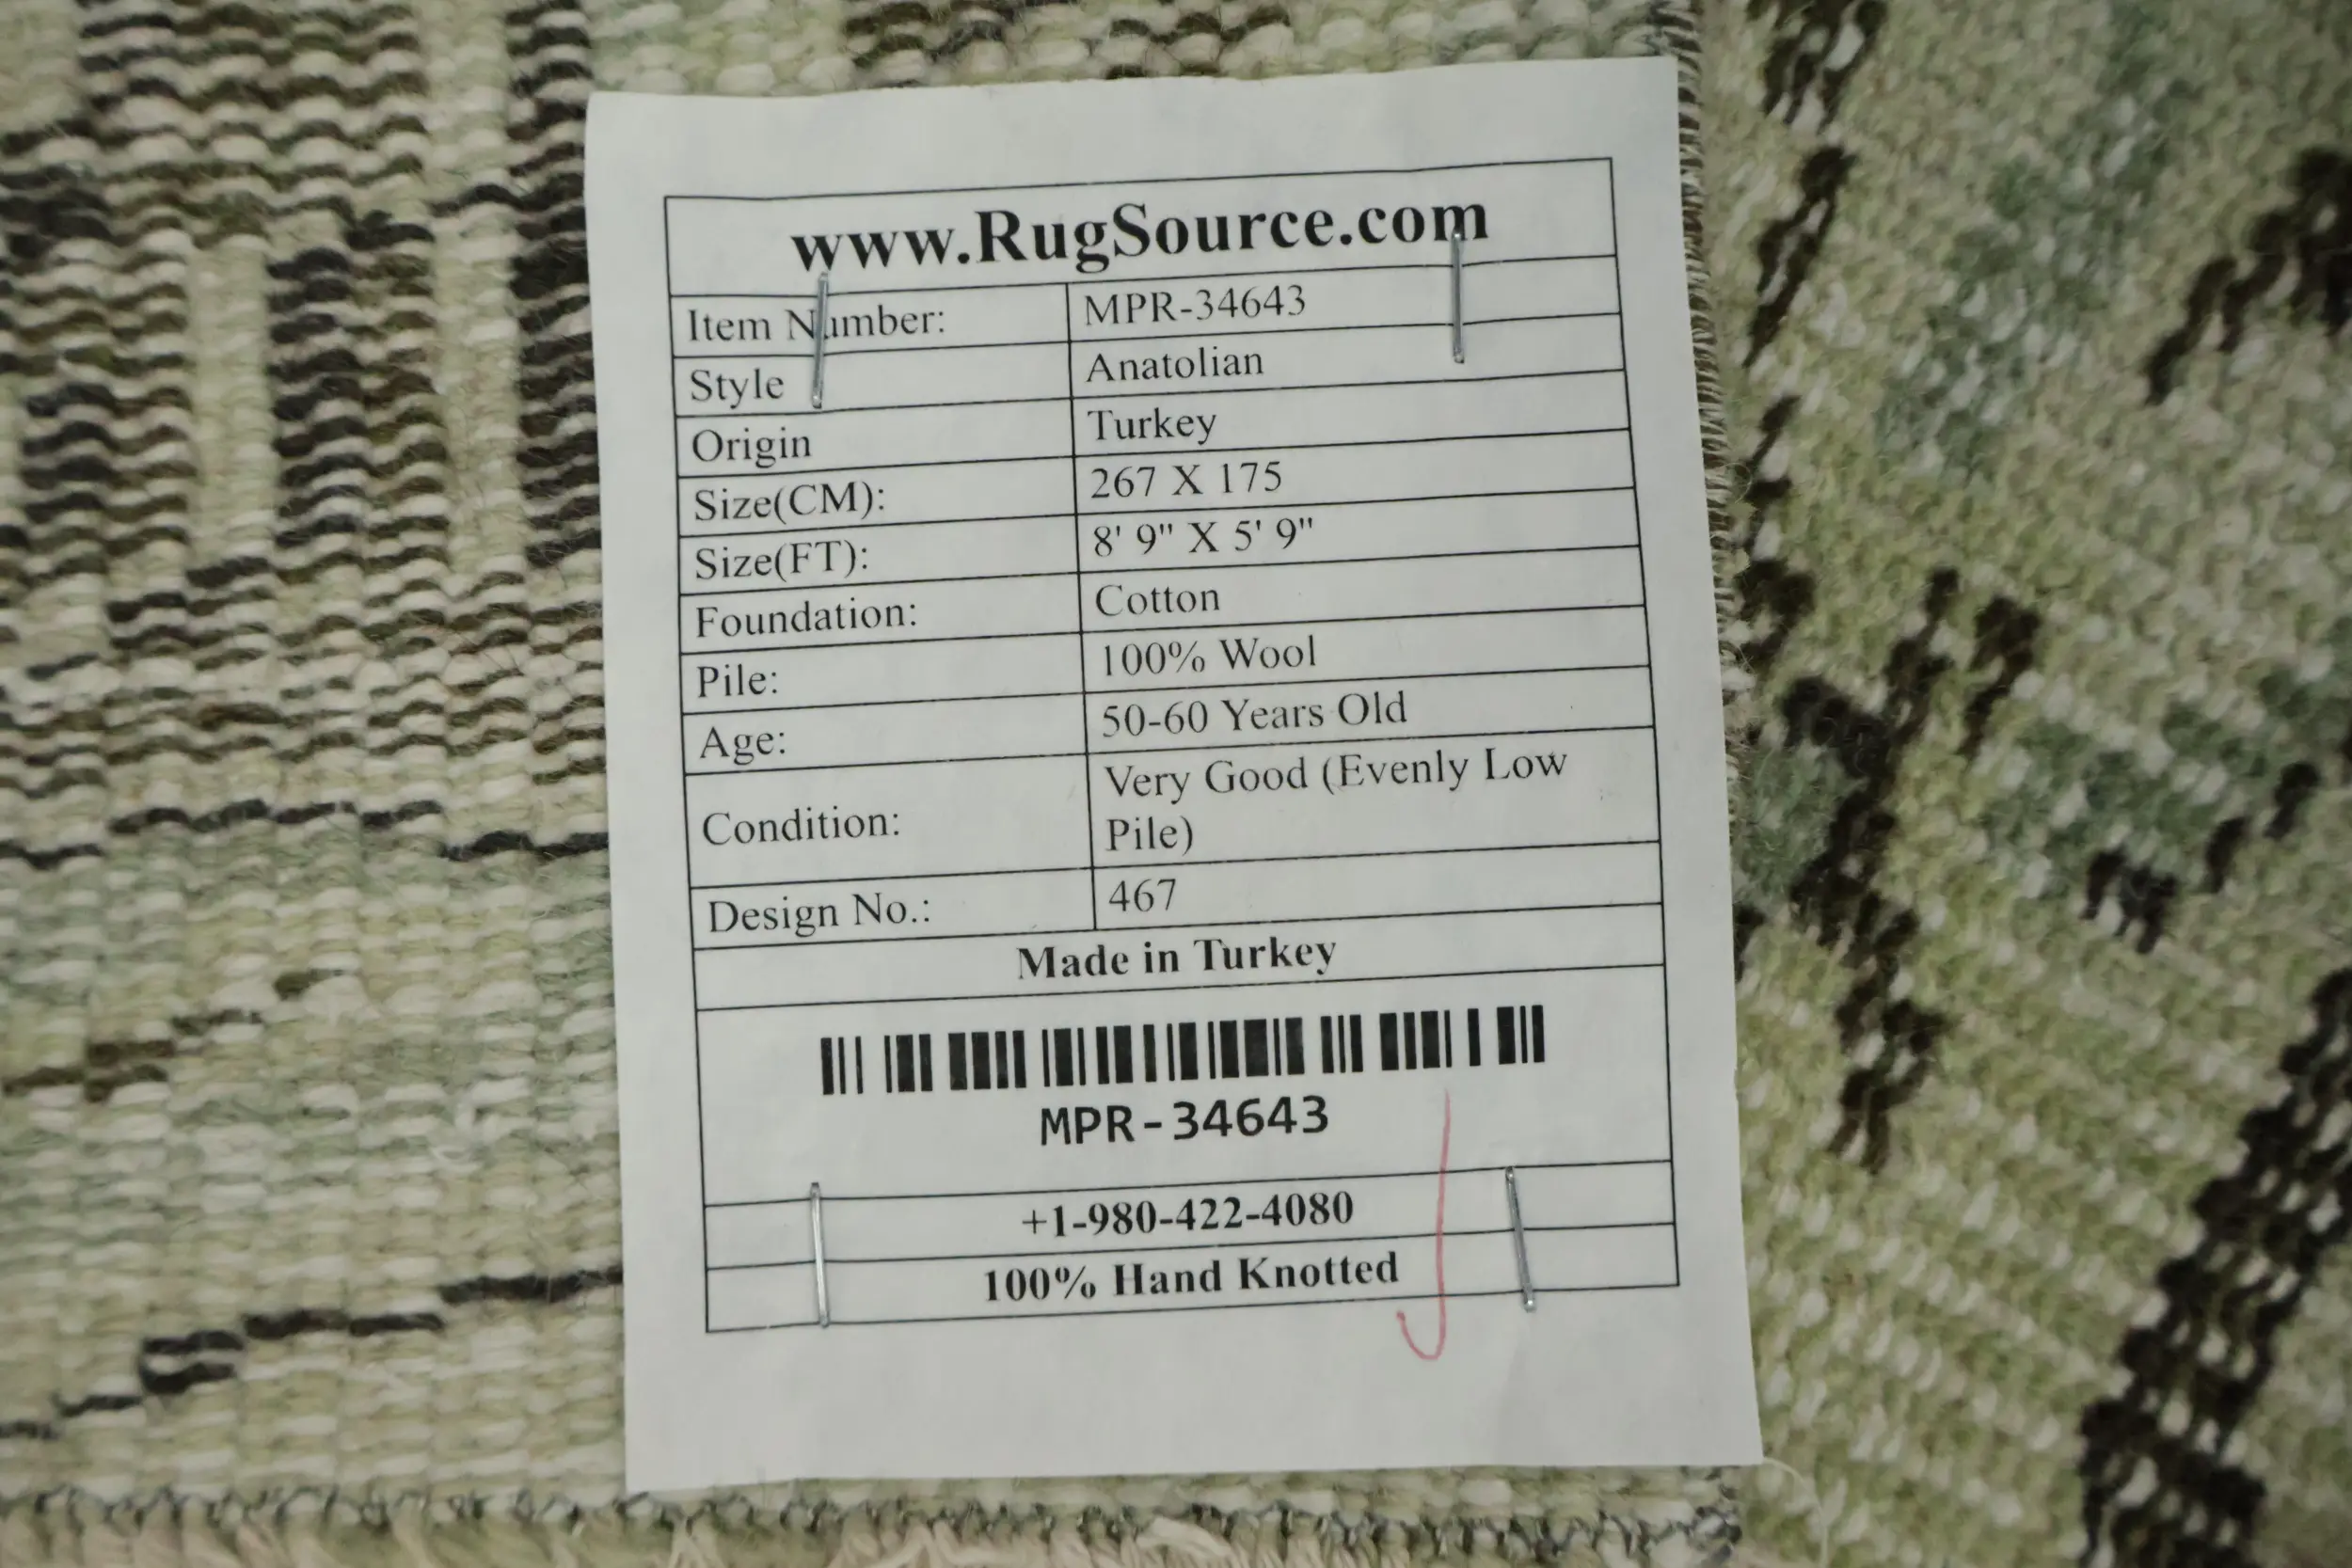 www.RugSource.com
Item Number: MPR-34643
Style Anatolian
Origin Turkey
Size(CM): 267 X 175
Size(FT): 8' 9" X 5' 9"
Foundation: Cotton
Pile: 100% Wool
Age: 50-60 Years Old
Condition: Very Good (Evenly Low
Pile)
Design No.: 467
Made in Turkey
MPR-34643
+1-980-422-4080
100% Hand Knotted